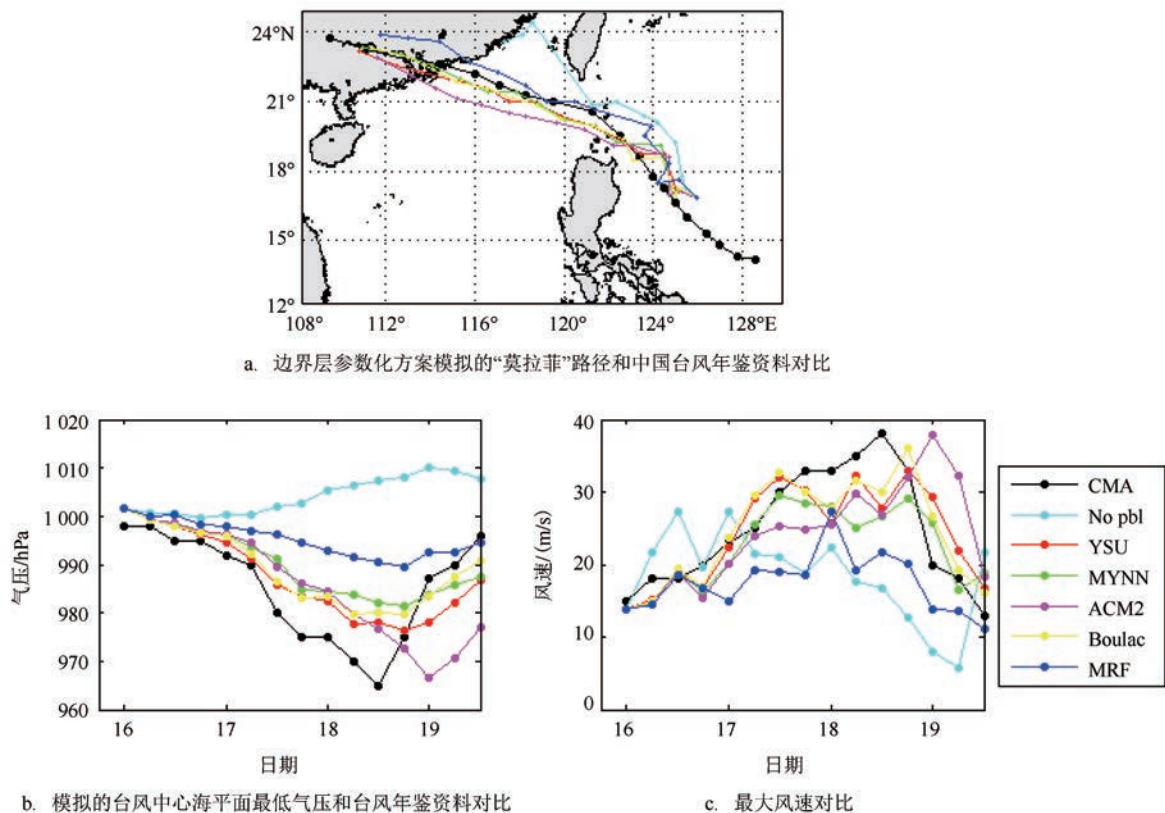 24°N
21°
18°
15°
12°
108° 112° 116° 120° 124° 128°E
a. 边界层参数化方案模拟的“莫拉菲”路径和中国台风年鉴资料对比
1 020
1 010
1 000
990
980
970
960
气压/hPa
16 17 18 19
日期
b. 模拟的台风中心海平面最低气压和台风年鉴资料对比
40
30
20
10
0
风速/(m/s)
16 17 18 19
日期
c. 最大风速对比
CMA
No pbl
YSU
MYNN
ACM2
Boulac
MRF